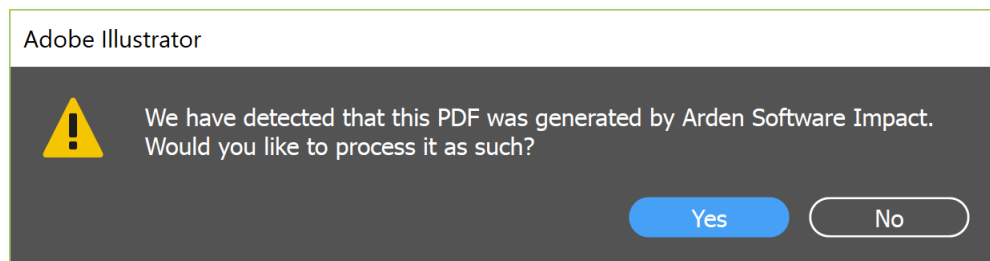 Adobe Illustrator
We have detected that this PDF was generated by Arden Software Impact.
Would you like to process it as such?
Yes No